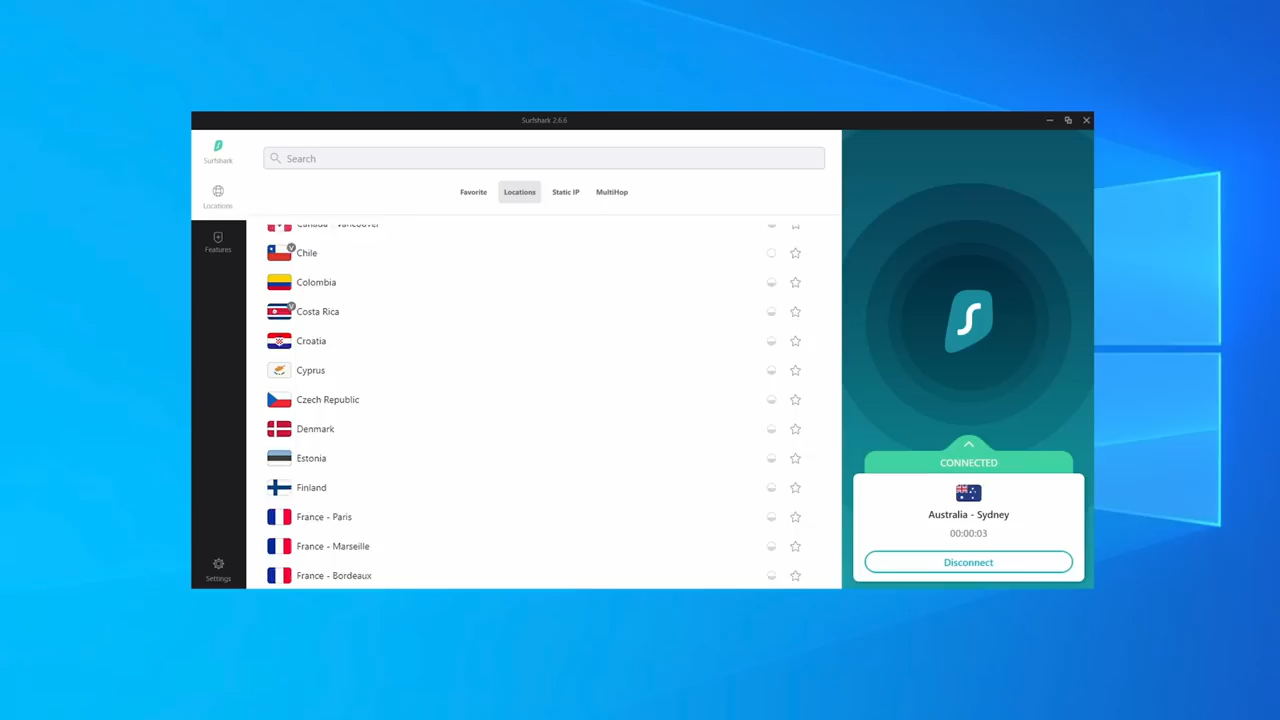 Surfshark 2.6.6
Surfshark
Search
Locations
Favorite
Locations
Static IP
MultiHop
Features
Canada - Vancouver
V
Chile
Colombia
V
Costa Rica
Croatia
Cyprus
Czech Republic
Denmark
Estonia
Finland
France - Paris
France - Marseille
France - Bordeaux
Settings
CONNECTED
Australia - Sydney
00:00:03
Disconnect